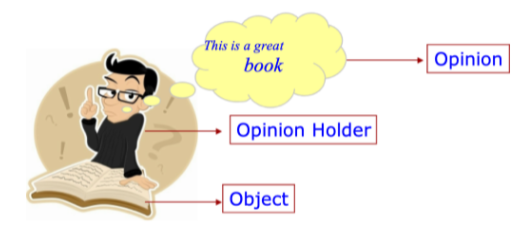 This is a great
book
Opinion
Opinion Holder
Object